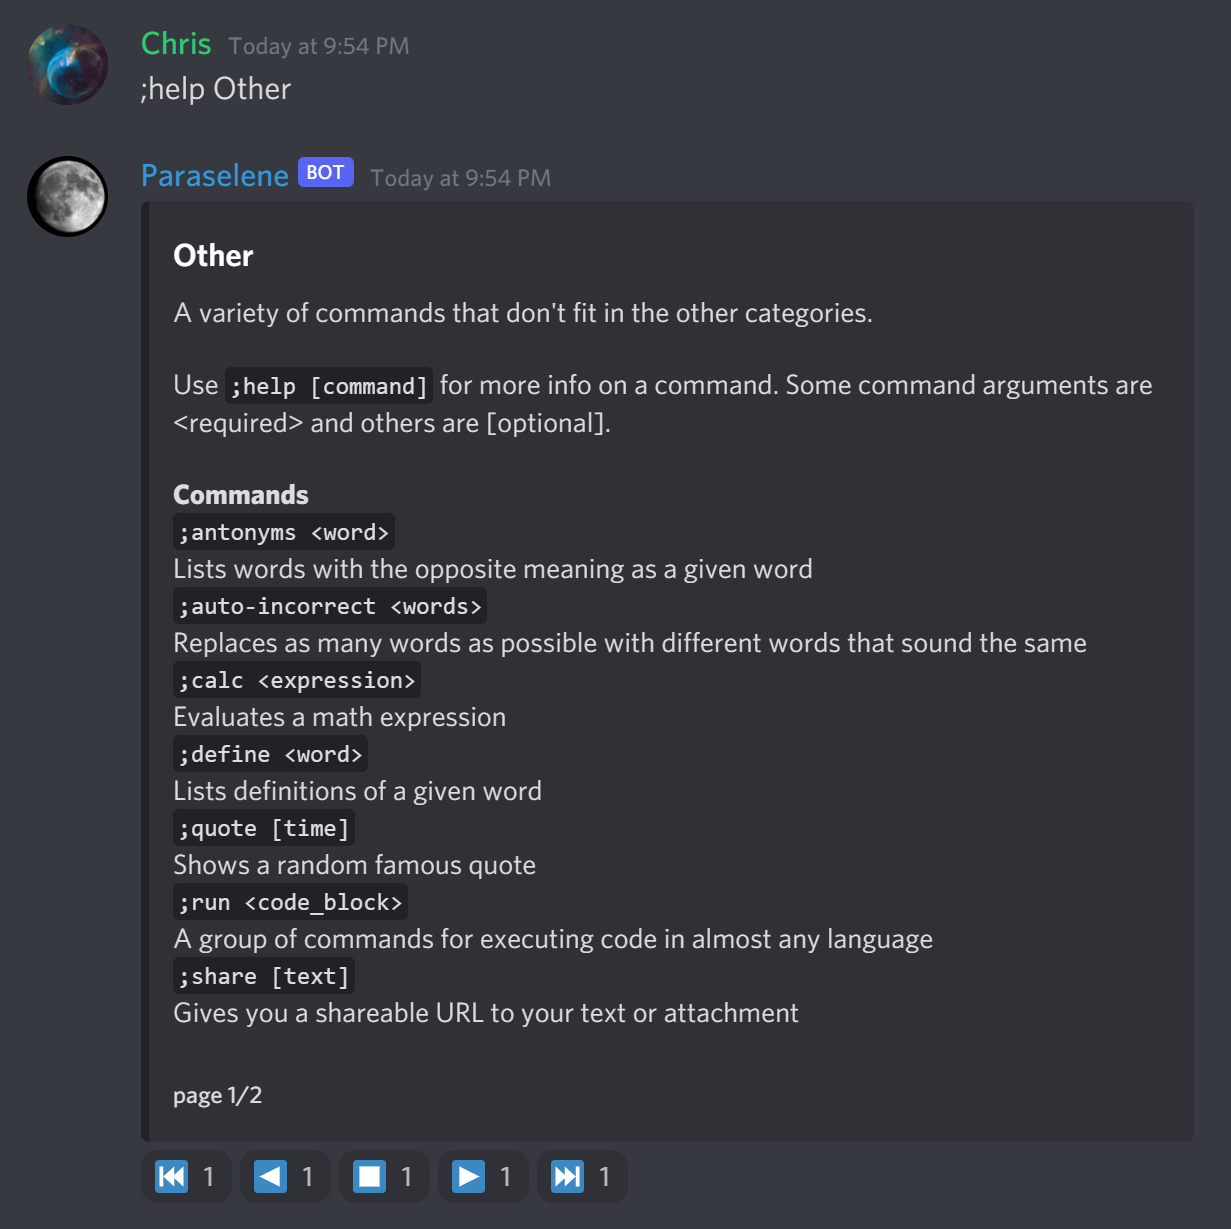 Chris Today at 9:54 PM
;help Other
Paraselene BOT Today at 9:54 PM
Other
A variety of commands that don't fit in the other categories.
Use ;help [command] for more info on a command. Some command arguments are
<required> and others are [optional].
Commands
;antonyms <word>
Lists words with the opposite meaning as a given word
;auto-incorrect <words>
Replaces as many words as possible with different words that sound the same
;calc <expression>
Evaluates a math expression
;define <word>
Lists definitions of a given word
;quote [time]
Shows a random famous quote
;run <code_block>
A group of commands for executing code in almost any language
;share [text]
Gives you a shareable URL to your text or attachment
page 1/2
1 1 1 1 1